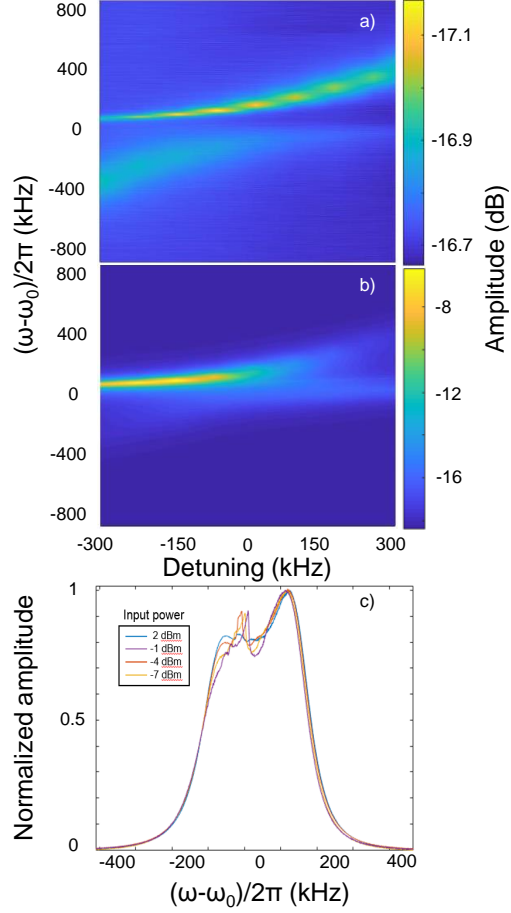 800
a)
400
0
-400
-800
-17.1
-16.9
-16.7
800
b)
400
0
-400
-800
-8
-12
-16
(ω-ω₀)/2π (kHz)
Amplitude (dB)
-300 -150 0 150 300
Detuning (kHz)
c)
Input power
2 dBm
-1 dBm
-4 dBm
-7 dBm
1
0.5
0
Normalized amplitude
-400 -200 0 200 400
(ω-ω₀)/2π (kHz)